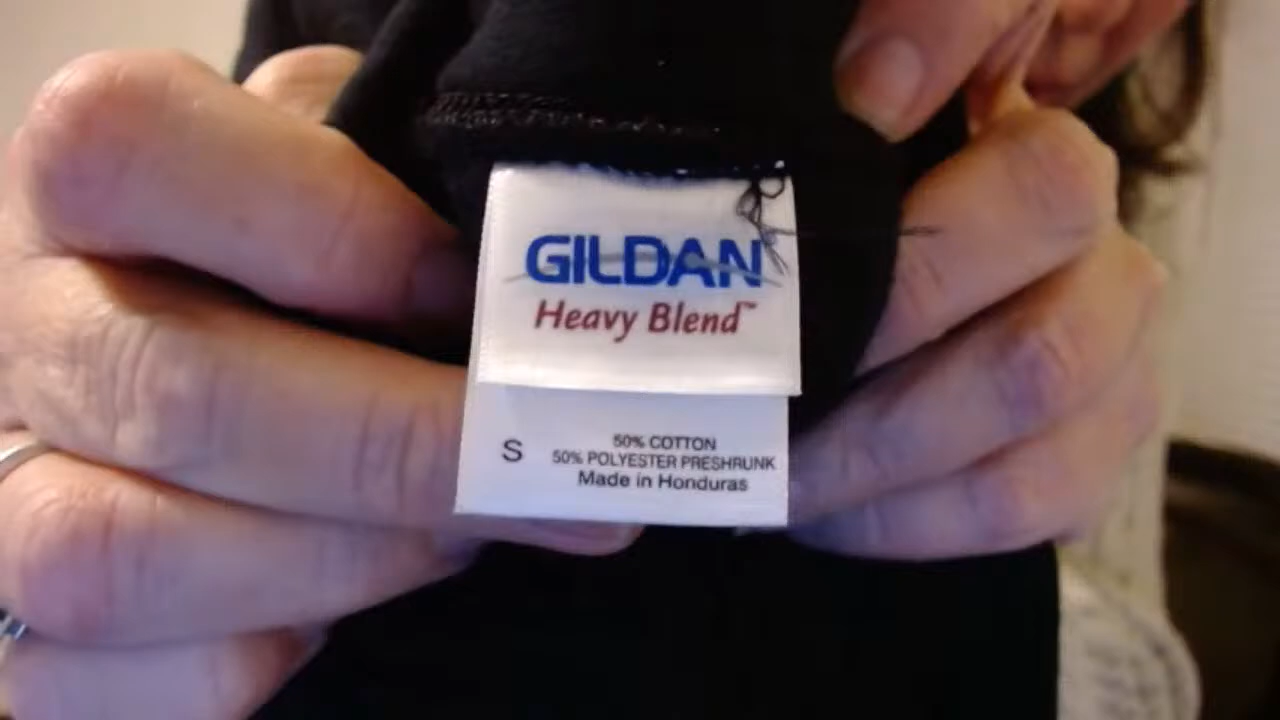 GILDAN
Heavy Blend™
S
50% COTTON
50% POLYESTER PRESHRUNK
Made in Honduras